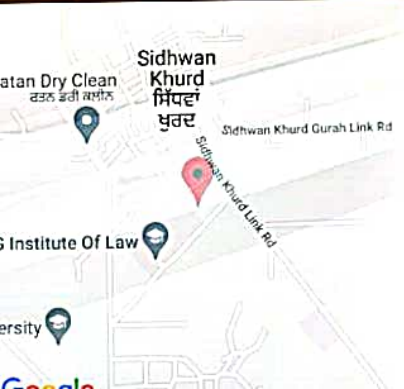 Sidhwan
Khurd
ਸਿੱਧਵਾਂ
ਖੁਰਦ
atan Dry Clean
ਰਤਨ ਡਰੀ ਕਲੀਨ
Sidhwan Khurd Gurah Link Rd
Sidhwan Khurd Link Rd
G Institute Of Law
ersity
Google